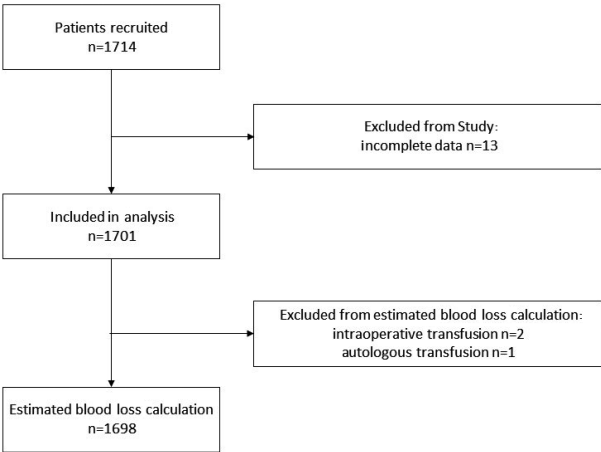 Patients recruited
n=1714
Excluded from Study:
incomplete data n=13
Included in analysis
n=1701
Excluded from estimated blood loss calculation:
intraoperative transfusion n=2
autologous transfusion n=1
Estimated blood loss calculation
n=1698